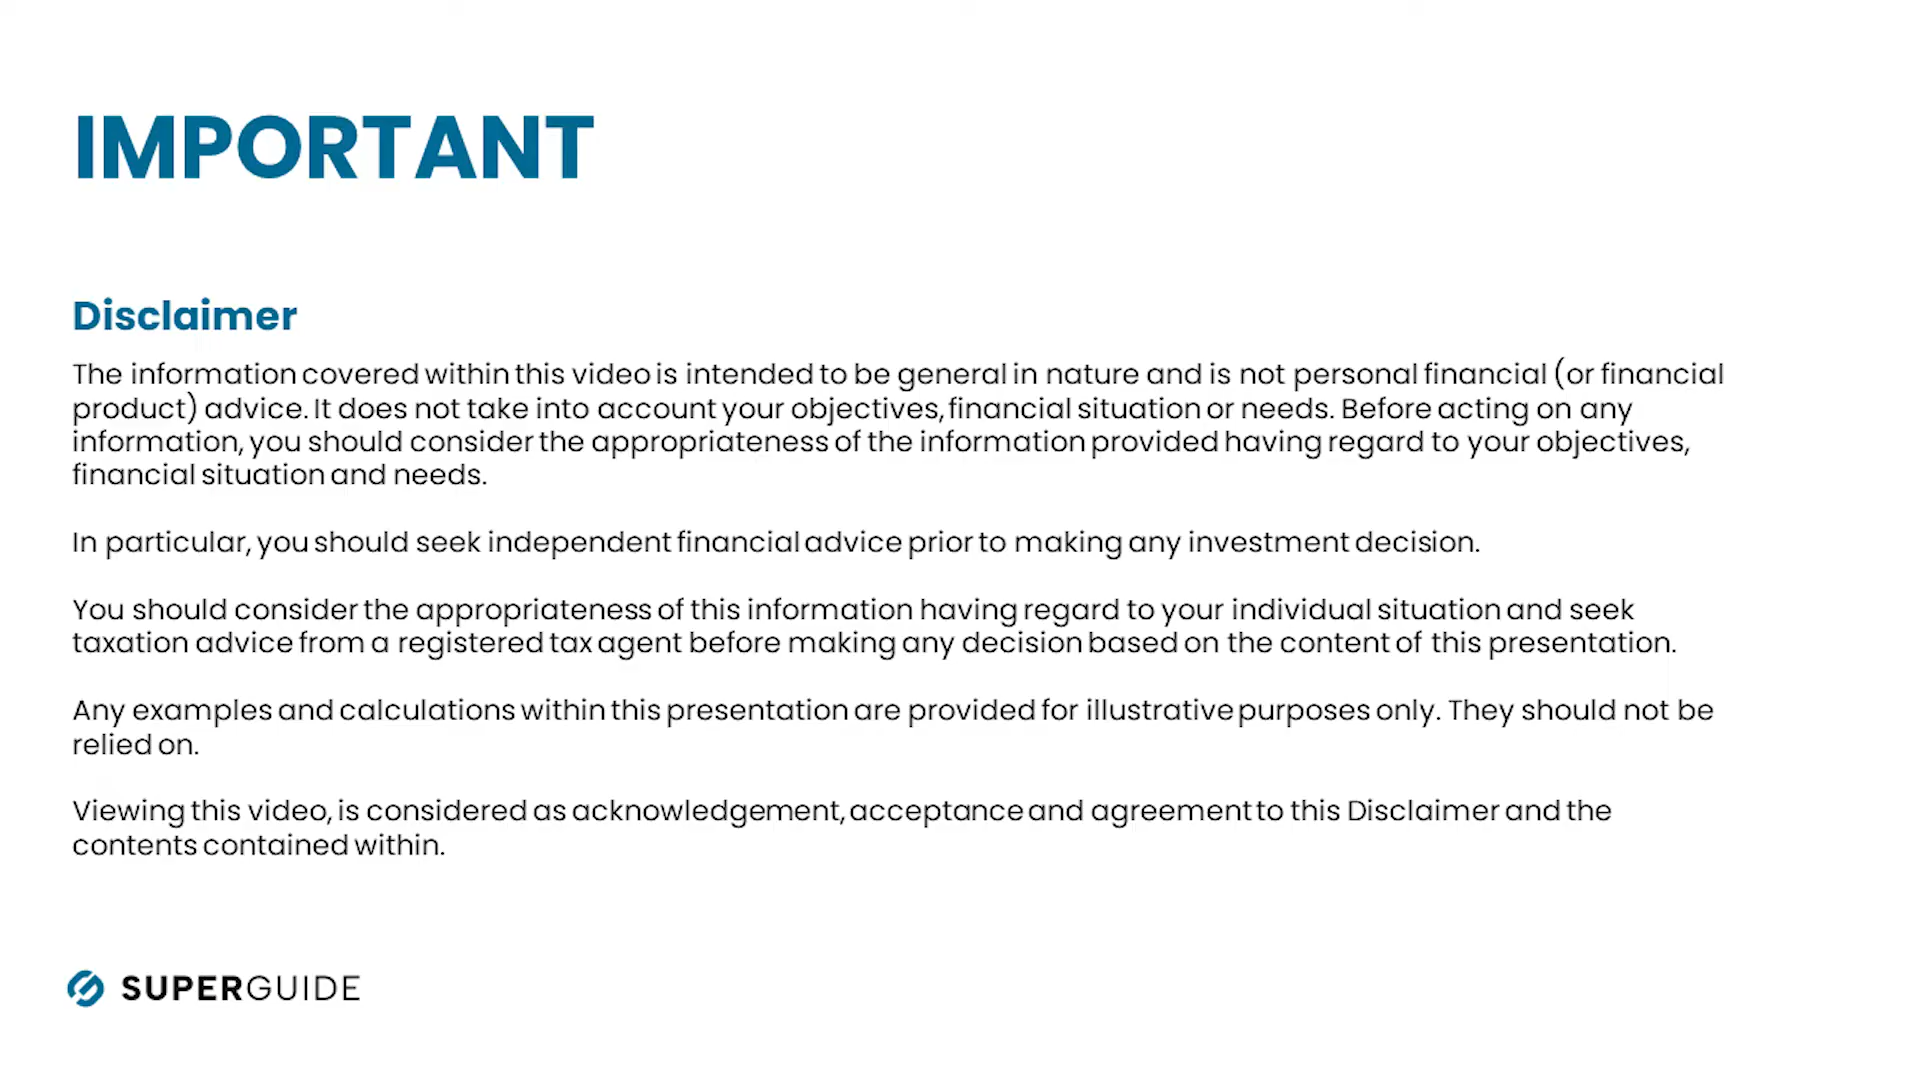 IMPORTANT
Disclaimer
The information covered within this video is intended to be general in nature and is not personal financial (or financial
product) advice. It does not take into account your objectives, financial situation or needs. Before acting on any
information, you should consider the appropriateness of the information provided having regard to your objectives,
financial situation and needs.
In particular, you should seek independent financial advice prior to making any investment decision.
You should consider the appropriateness of this information having regard to your individual situation and seek
taxation advice from a registered tax agent before making any decision based on the content of this presentation.
Any examples and calculations within this presentation are provided for illustrative purposes only. They should not be
relied on.
Viewing this video, is considered as acknowledgement, acceptance and agreement to this Disclaimer and the
contents contained within.
SUPERGUIDE